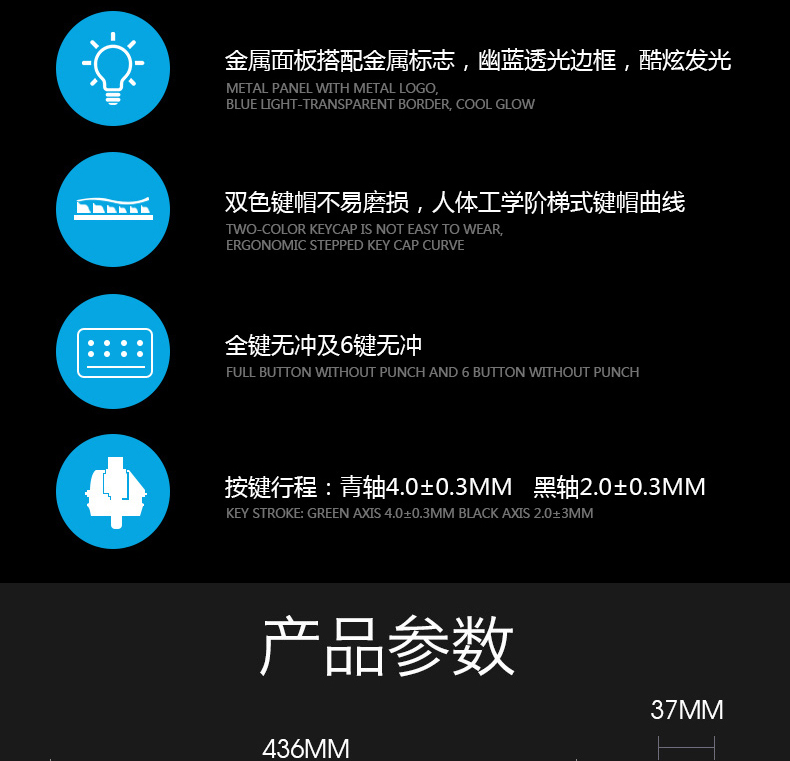 金属面板搭配金属标志，幽蓝透光边框，酷炫发光
METAL PANEL WITH METAL LOGO,
BLUE LIGHT-TRANSPARENT BORDER, COOL GLOW
双色键帽不易磨损，人体工学阶梯式键帽曲线
TWO-COLOR KEYCAP IS NOT EASY TO WEAR,
ERGONOMIC STEPPED KEY CAP CURVE
全键无冲及6键无冲
FULL BUTTON WITHOUT PUNCH AND 6 BUTTON WITHOUT PUNCH
按键行程：青轴4.0±0.3MM 黑轴2.0±0.3MM
KEY STROKE: GREEN AXIS 4.0±0.3MM BLACK AXIS 2.0±3MM
产品参数
37MM
436MM